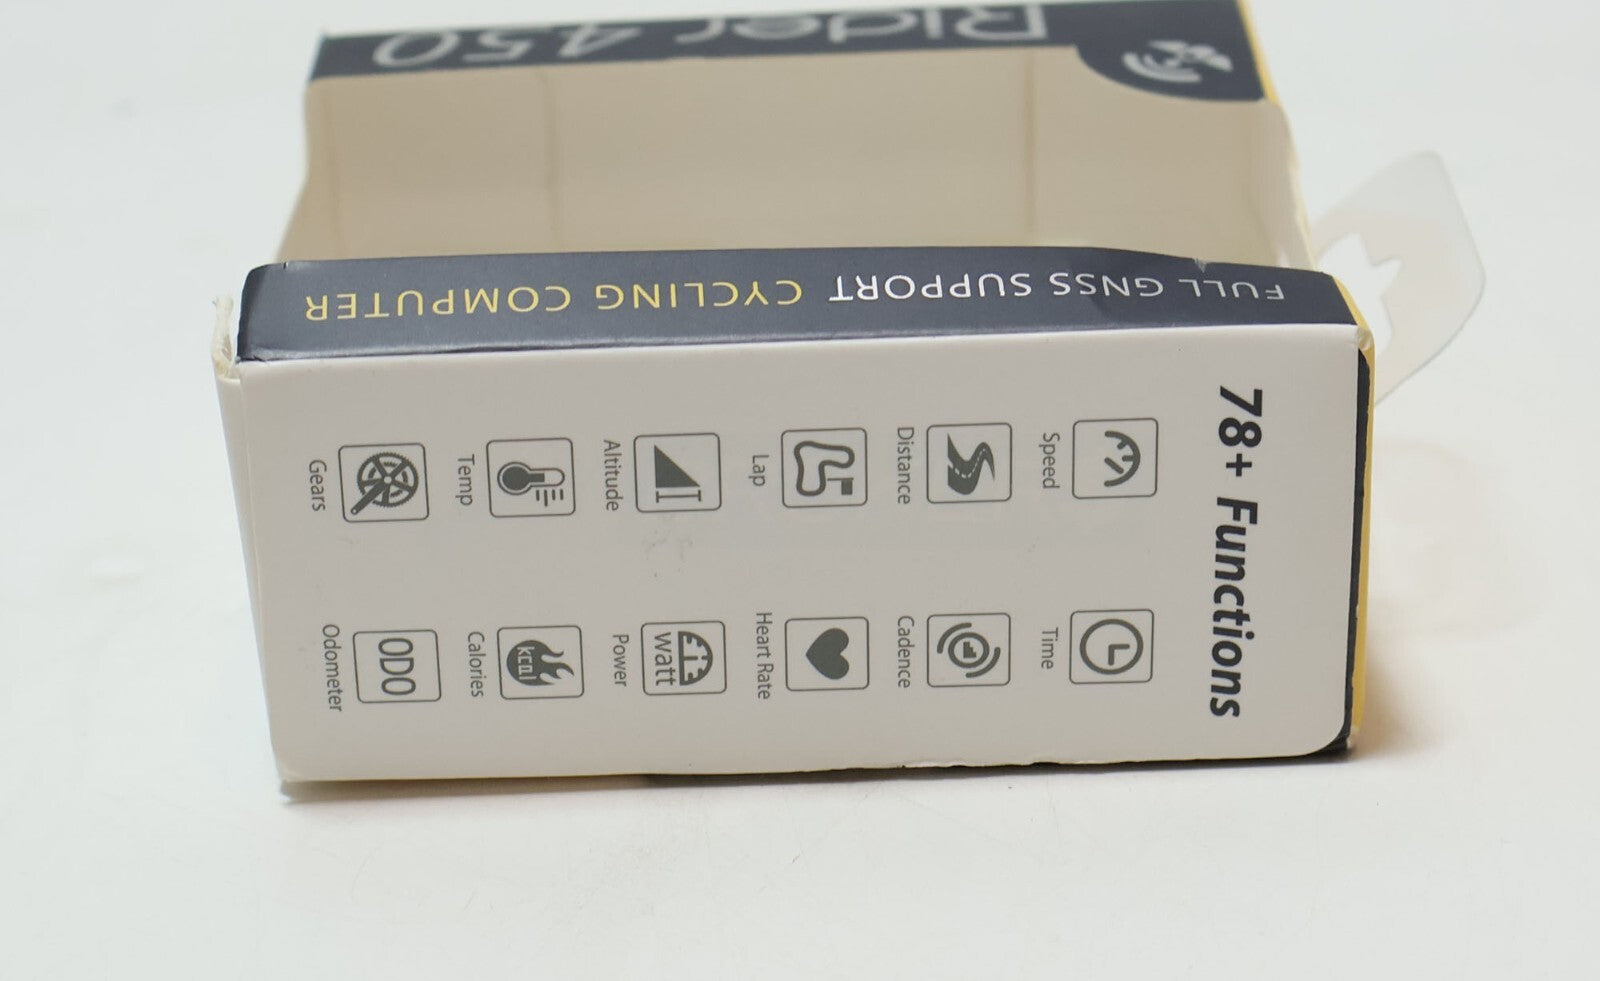 Rider 450
FULL GNSS SUPPORT CYCLING COMPUTER
78+ Functions
Time
Speed
Cadence
Distance
Heart Rate
Lap
watt
Power
Altitude
kcal
Calories
Temp
ODO
Odometer
Gears